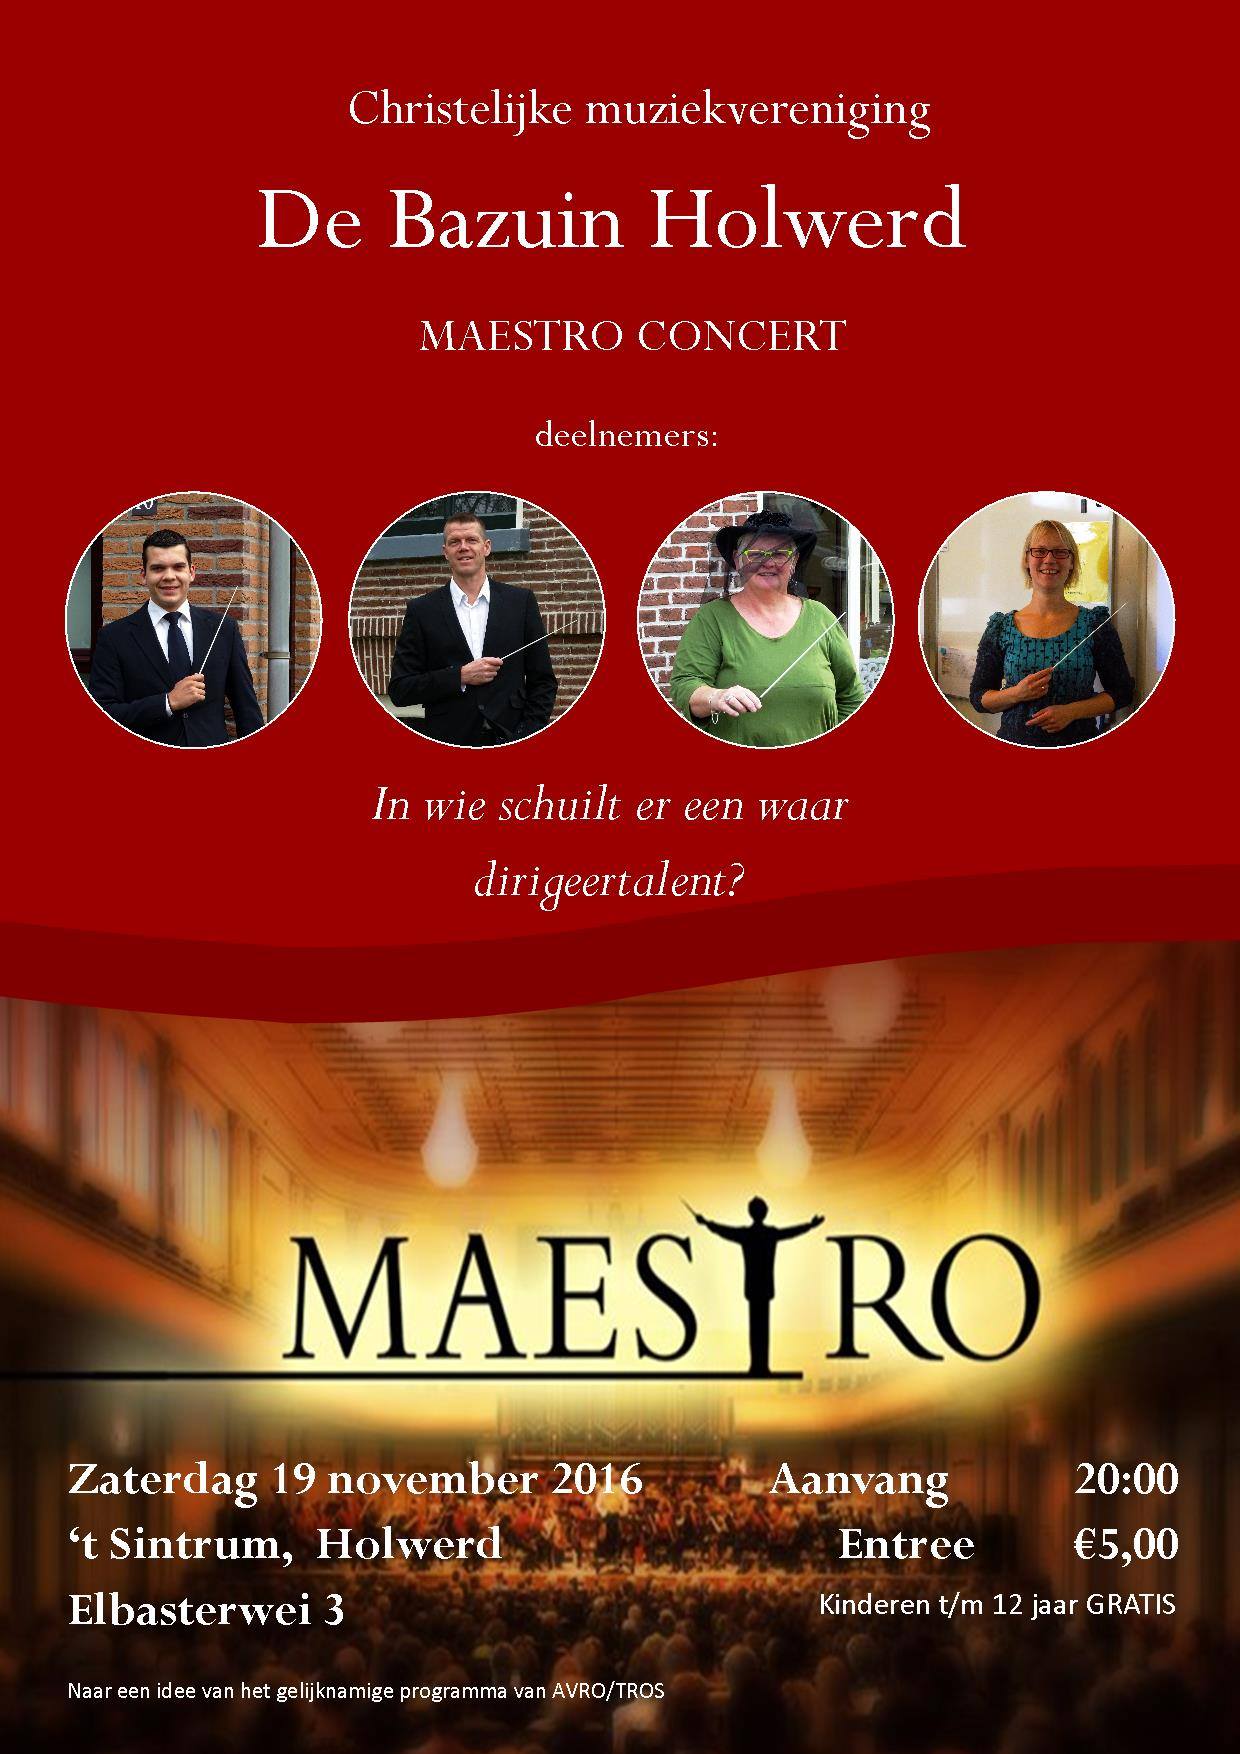 Christelijke muziekvereniging
De Bazuin Holwerd
MAESTRO CONCERT
deelnemers:
In wie schuilt er een waar
dirigeertalent?
MAESTRO
Zaterdag 19 november 2016 Aanvang 20:00
‘t Sintrum, Holwerd Entree €5,00
Elbasterwei 3 Kinderen t/m 12 jaar GRATIS
Naar een idee van het gelijknamige programma van AVRO/TROS